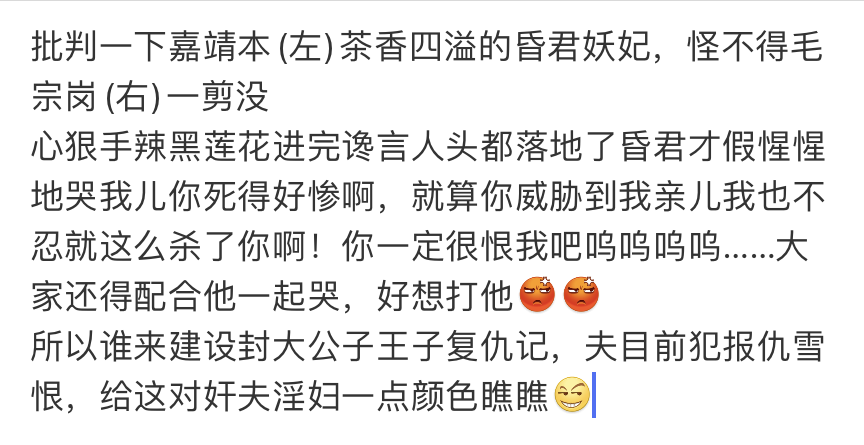 批判一下嘉靖本(左)茶香四溢的昏君妖妃，怪不得毛
宗岗(右)一剪没
心狠手辣黑莲花进完谗言人头都落地了昏君才假惺惺
地哭我儿你死得好惨啊，就算你威胁到我亲儿我也不
忍就这么杀了你啊！你一定很恨我吧呜呜呜呜……大
家还得配合他一起哭，好想打他😡😡
所以谁来建设封大公子王子复仇记，夫目前犯报仇雪
恨，给这对奸夫淫妇一点颜色瞧瞧😏